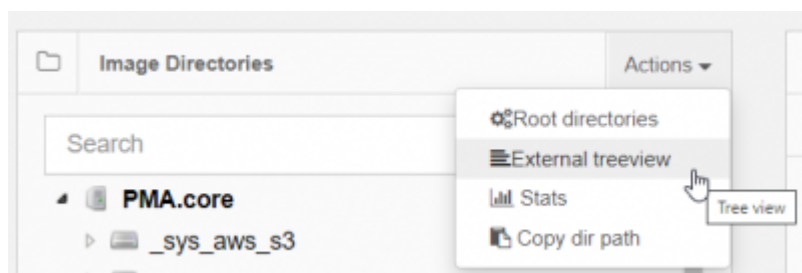 Image Directories
Actions
Search
Root directories
External treeview
Stats
Copy dir path
Tree view
PMA.core
_sys_aws_s3